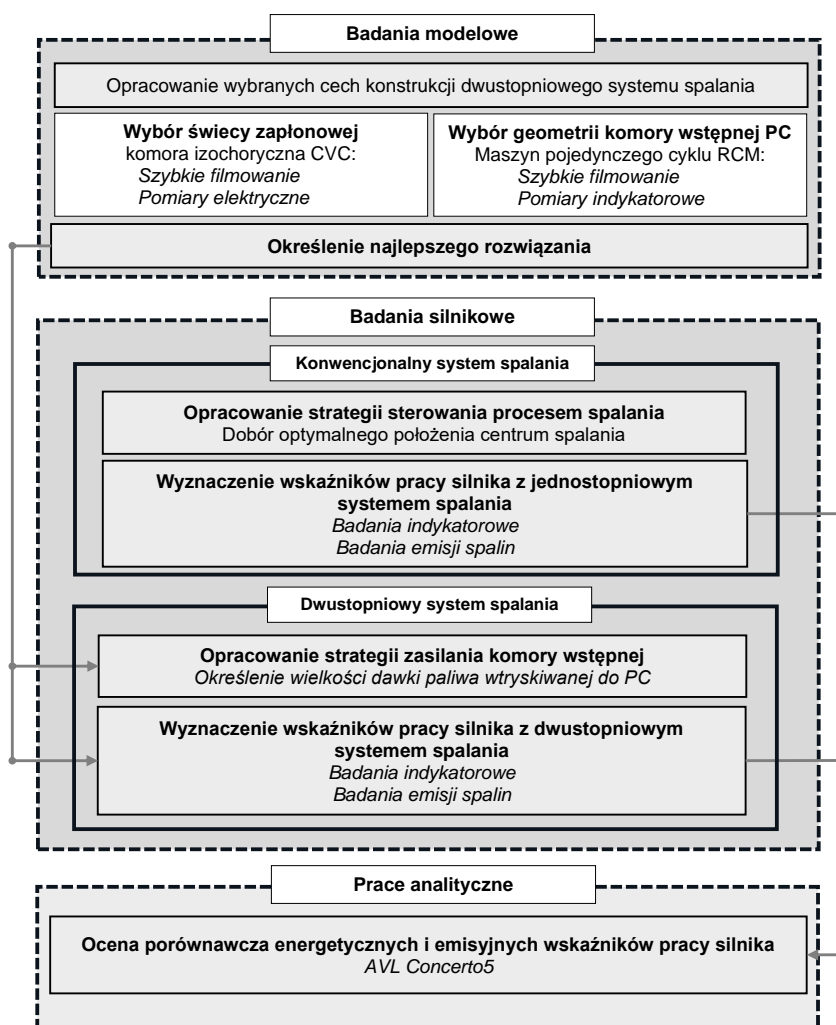 Badania modelowe
Opracowanie wybranych cech konstrukcji dwustopniowego systemu spalania
Wybór świecy zapłonowej
komora izochoryczna CVC:
Szybkie filmowanie
Pomiary elektryczne
Wybór geometrii komory wstępnej PC
Maszyn pojedynczego cyklu RCM:
Szybkie filmowanie
Pomiary indykatorowe
Określenie najlepszego rozwiązania
Badania silnikowe
Konwencjonalny system spalania
Opracowanie strategii sterowania procesem spalania
Dobór optymalnego położenia centrum spalania
Wyznaczenie wskaźników pracy silnika z jednostopniowym
systemem spalania
Badania indykatorowe
Badania emisji spalin
Dwustopniowy system spalania
Opracowanie strategii zasilania komory wstępnej
Określenie wielkości dawki paliwa wtryskiwanej do PC
Wyznaczenie wskaźników pracy silnika z dwustopniowym
systemem spalania
Badania indykatorowe
Badania emisji spalin
Prace analityczne
Ocena porównawcza energetycznych i emisyjnych wskaźników pracy silnika
AVL Concerto5